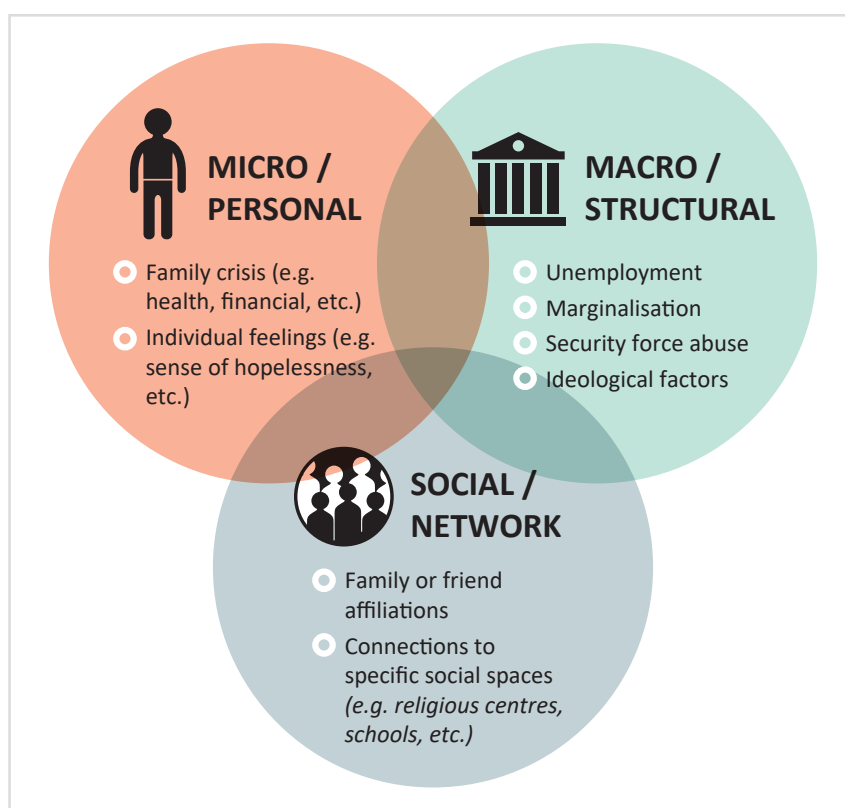 MICRO /
PERSONAL
Family crisis (e.g.
health, financial, etc.)
Individual feelings (e.g.
sense of hopelessness,
etc.)
MACRO /
STRUCTURAL
Unemployment
Marginalisation
Security force abuse
Ideological factors
SOCIAL /
NETWORK
Family or friend
affiliations
Connections to
specific social spaces
(e.g. religious centres,
schools, etc.)